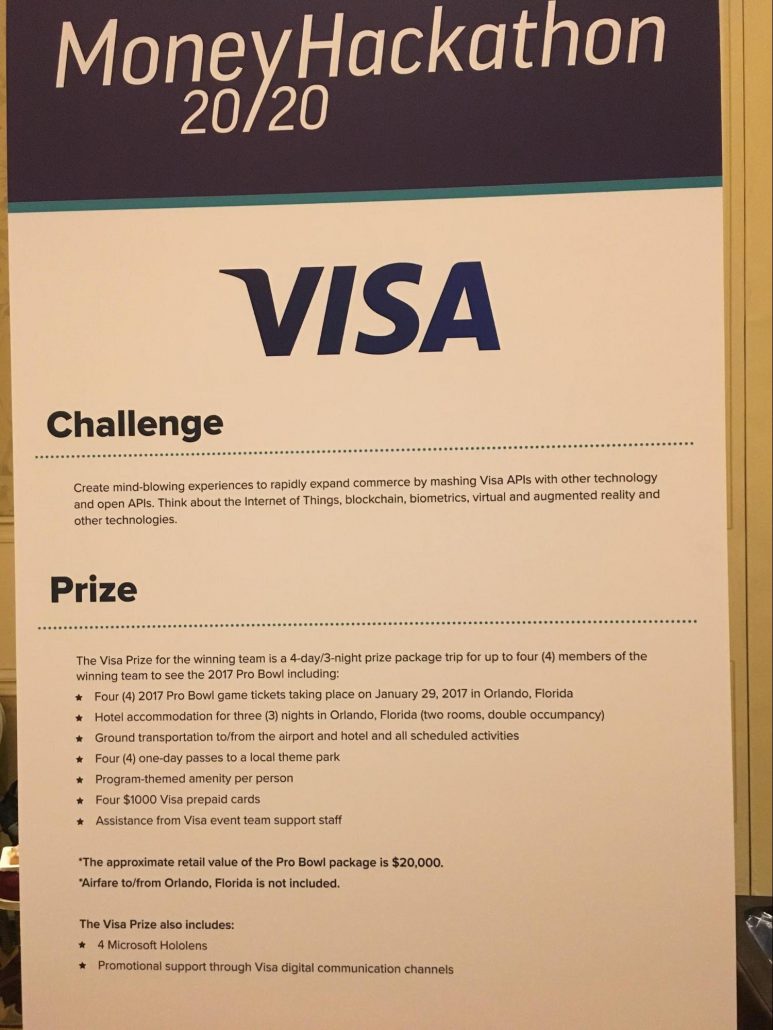 MoneyHackathon
20/20
VISA
Challenge
Create mind-blowing experiences to rapidly expand commerce by mashing Visa APIs with other technology
and open APIs. Think about the Internet of Things, blockchain, biometrics, virtual and augmented reality and
other technologies.
Prize
The Visa Prize for the winning team is a 4-day/3-night prize package trip for up to four (4) members of the
winning team to see the 2017 Pro Bowl including:
★ Four (4) 2017 Pro Bowl game tickets taking place on January 29, 2017 in Orlando, Florida
★ Hotel accommodation for three (3) nights in Orlando, Florida (two rooms, double occumpancy)
★ Ground transportation to/from the airport and hotel and all scheduled activities
★ Four (4) one-day passes to a local theme park
★ Program-themed amenity per person
★ Four $1000 Visa prepaid cards
★ Assistance from Visa event team support staff
*The approximate retail value of the Pro Bowl package is $20,000.
*Airfare to/from Orlando, Florida is not included.
The Visa Prize also includes:
★ 4 Microsoft Hololens
★ Promotional support through Visa digital communication channels